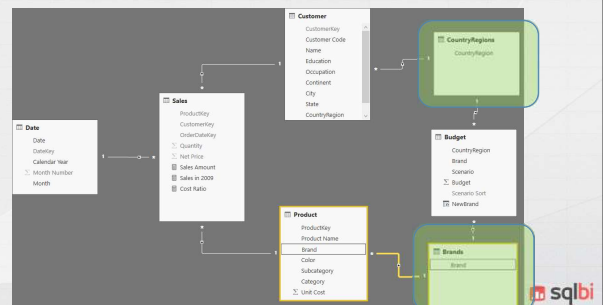 Customer
CustomerKey
Customer Code
Name
Education
Occupation
Continent
City
State
CountryRegion
CountryRegions
CountryRegion
Sales
ProductKey
CustomerKey
OrderDateKey
Σ Quantity
Σ Net Price
Sales Amount
Sales in 2009
Cost Ratio
Date
Date
DateKey
Calendar Year
Σ Month Number
Month
Budget
CountryRegion
Brand
Scenario
Σ Budget
Scenario Sort
NewBrand
Product
ProductKey
Product Name
Brand
Color
Subcategory
Category
Σ Unit Cost
Brands
Brand
sqlbi